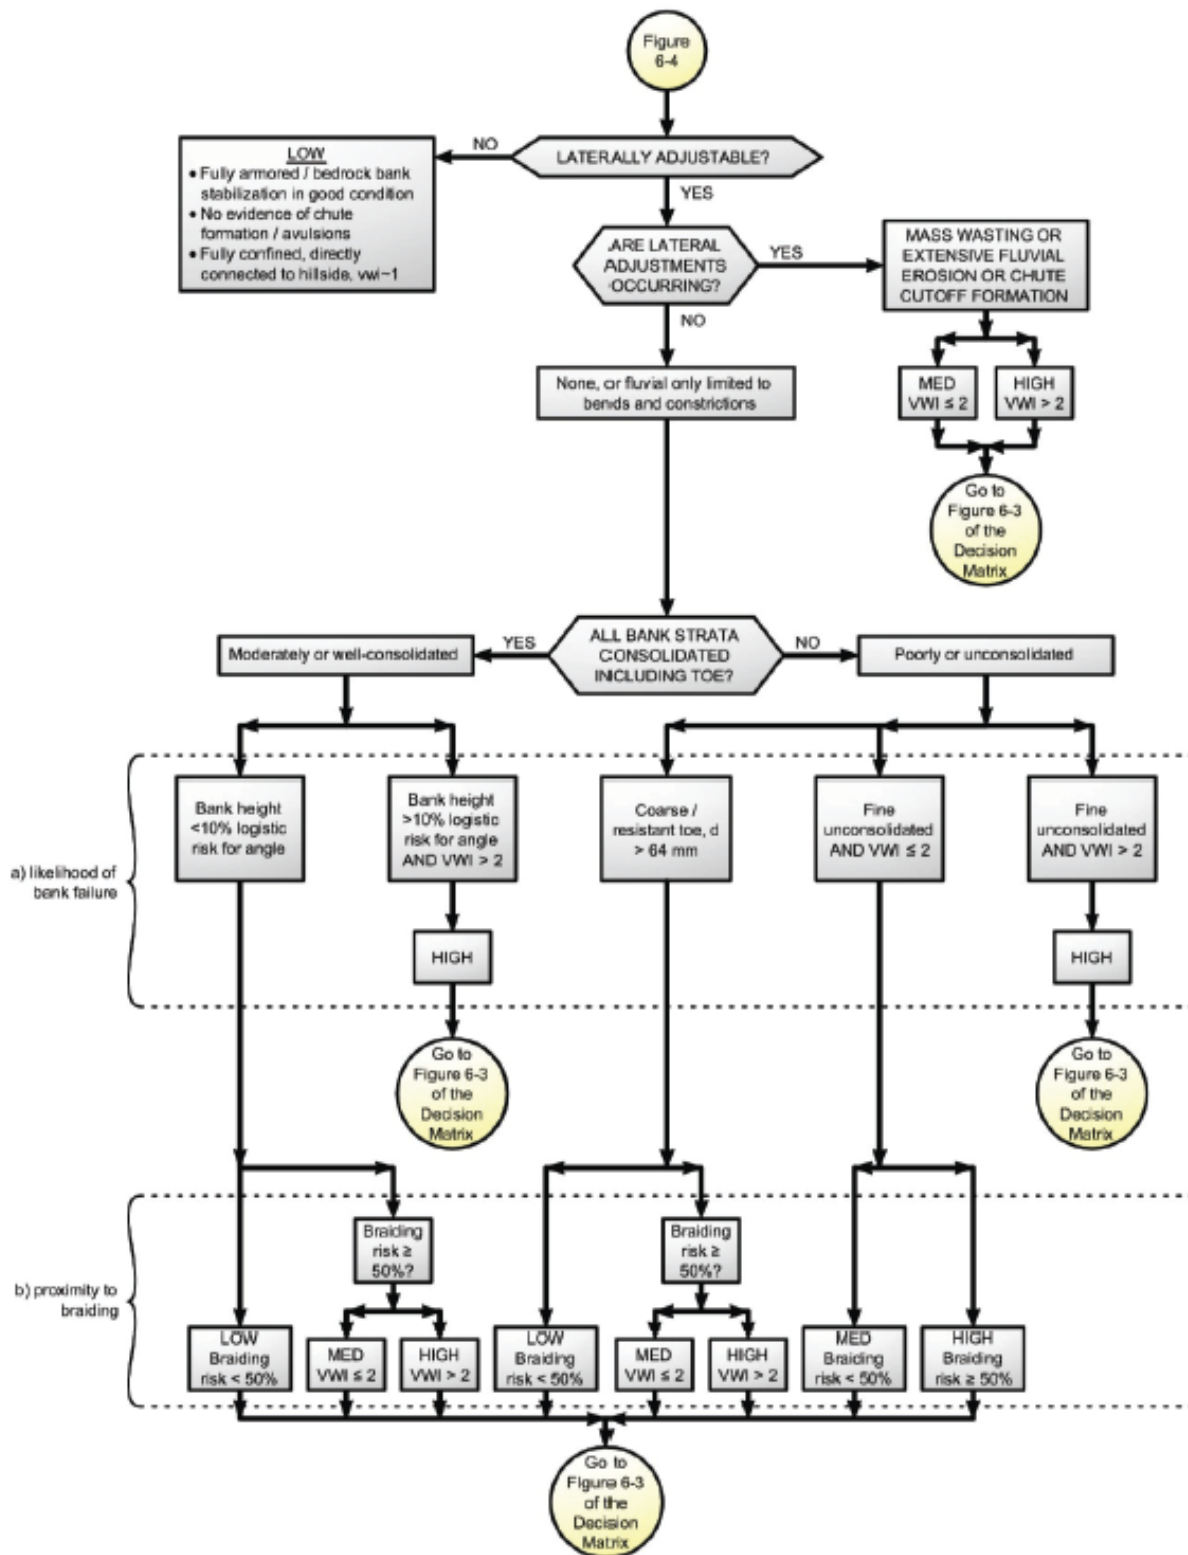 Figure
6-4
LATERALLY ADJUSTABLE?
NO
LOW
• Fully armored / bedrock bank
stabilization in good condition
• No evidence of chute
formation / avulsions
• Fully confined, directly
connected to hillside, vwi~1
YES
ARE LATERAL
ADJUSTMENTS
OCCURRING?
YES
MASS WASTING OR
EXTENSIVE FLUVIAL
EROSION OR CHUTE
CUTOFF FORMATION
NO
MED
VWI ≤ 2
HIGH
VWI > 2
None, or fluvial only limited to
bends and constrictions
Go to
Figure 6-3
of the
Decision
Matrix
ALL BANK STRATA
CONSOLIDATED
INCLUDING TOE?
YES
NO
Moderately or well-consolidated
Poorly or unconsolidated
a) likelihood of
bank failure
Bank height
<10% logistic
risk for angle
Bank height
>10% logistic
risk for angle
AND VWI > 2
Coarse /
resistant toe, d
> 64 mm
Fine
unconsolidated
AND VWI ≤ 2
Fine
unconsolidated
AND VWI > 2
HIGH
HIGH
Go to
Figure 6-3
of the
Decision
Matrix
Go to
Figure 6-3
of the
Decision
Matrix
b) proximity to
braiding
Braiding
risk ≥
50%?
Braiding
risk ≥
50%?
LOW
Braiding
risk < 50%
MED
VWI ≤ 2
HIGH
VWI > 2
LOW
Braiding
risk < 50%
MED
VWI ≤ 2
HIGH
VWI > 2
MED
Braiding
risk < 50%
HIGH
Braiding
risk ≥ 50%
Go to
Figure 6-3
of the
Decision
Matrix